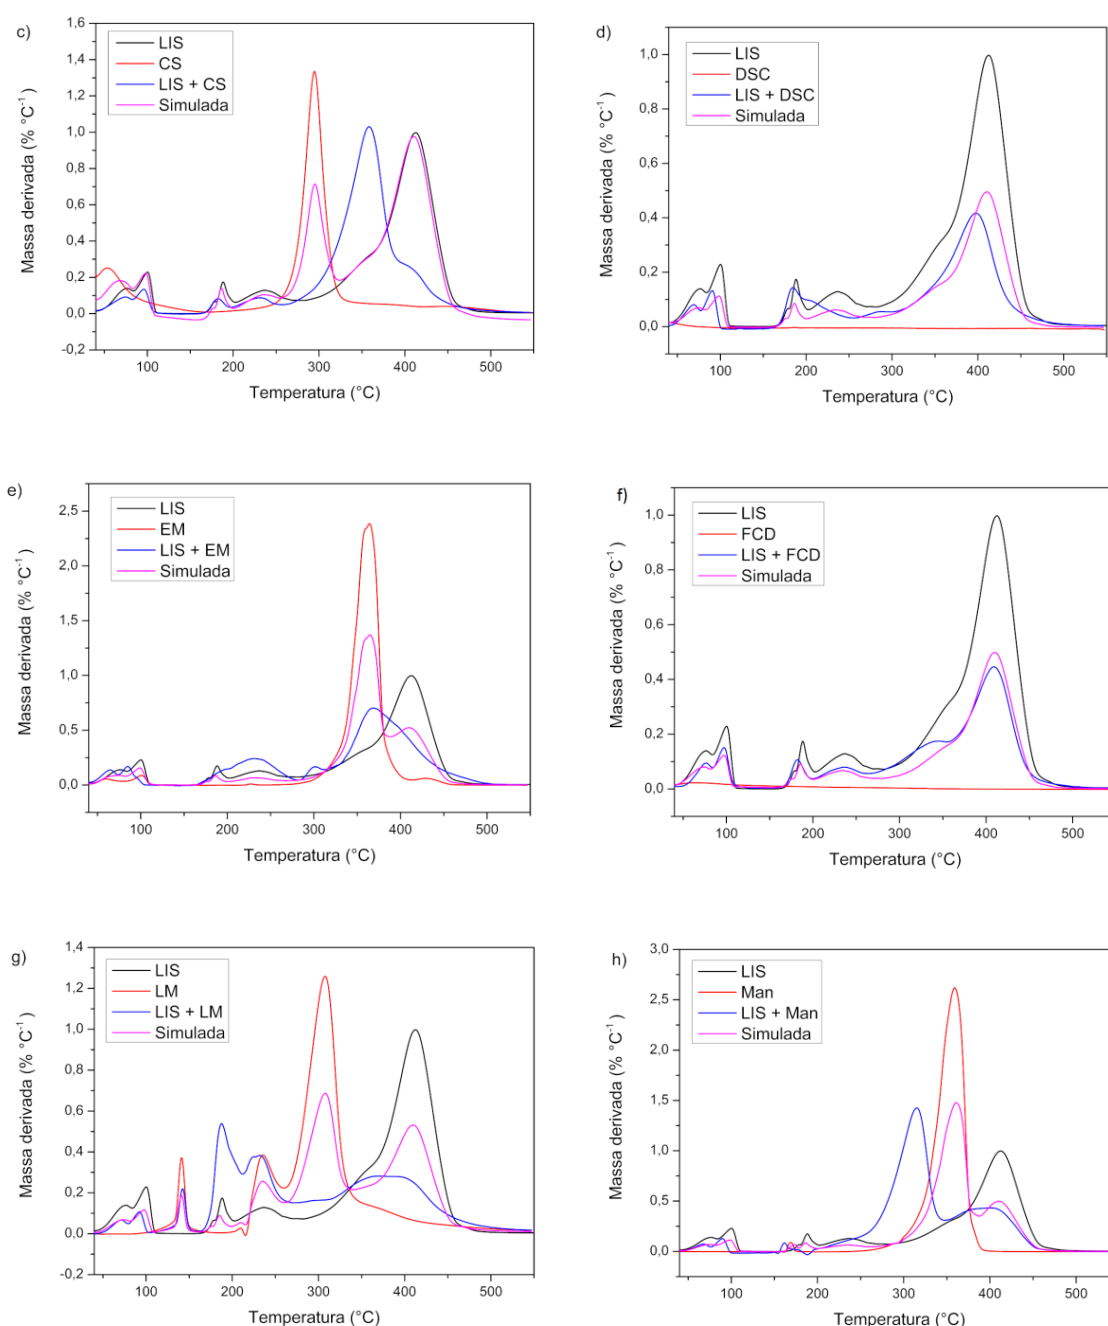 c)
LIS
CS
LIS + CS
Simulada
1,6
1,4
1,2
1,0
0,8
0,6
0,4
0,2
0,0
-0,2
Massa derivada (% °C⁻¹)
100 200 300 400 500
Temperatura (°C)
d)
LIS
DSC
LIS + DSC
Simulada
1,0
0,8
0,6
0,4
0,2
0,0
Massa derivada (% °C⁻¹)
100 200 300 400 500
Temperatura (°C)
e)
LIS
EM
LIS + EM
Simulada
2,5
2,0
1,5
1,0
0,5
0,0
Massa derivada (% °C⁻¹)
100 200 300 400 500
Temperatura (°C)
f)
LIS
FCD
LIS + FCD
Simulada
1,0
0,8
0,6
0,4
0,2
0,0
Massa derivada (% °C⁻¹)
100 200 300 400 500
Temperatura (°C)
g)
LIS
LM
LIS + LM
Simulada
1,4
1,2
1,0
0,8
0,6
0,4
0,2
0,0
-0,2
Massa derivada (% °C⁻¹)
100 200 300 400 500
Temperatura (°C)
h)
LIS
Man
LIS + Man
Simulada
3,0
2,5
2,0
1,5
1,0
0,5
0,0
Massa derivada (% °C⁻¹)
100 200 300 400 500
Temperatura (°C)